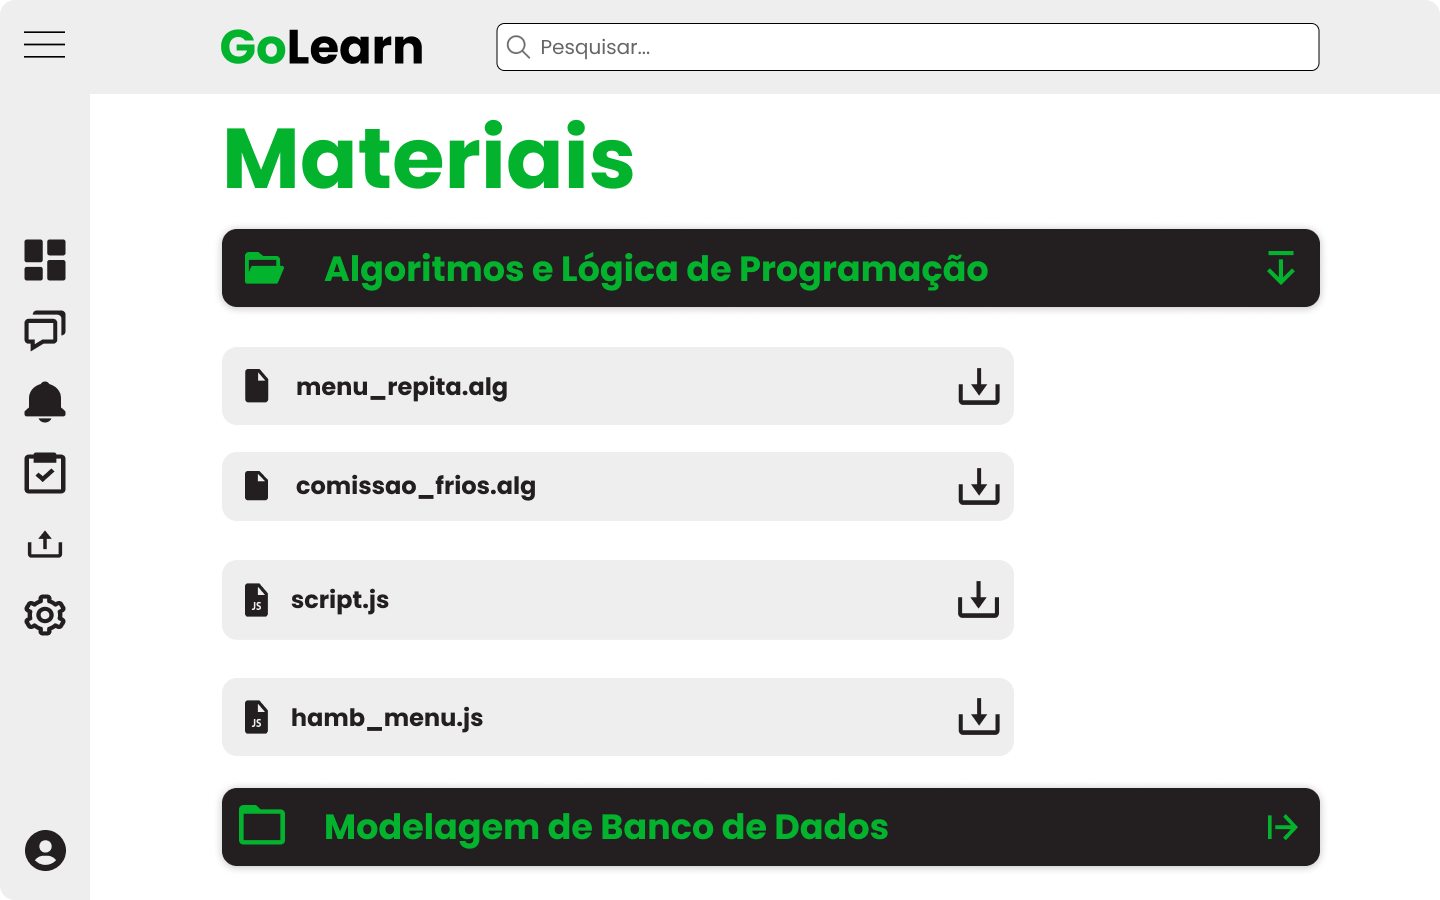 GoLearn
Pesquisar...
Materiais
Algoritmos e Lógica de Programação
menu_repita.alg
comissao_frios.alg
JS script.js
JS hamb_menu.js
Modelagem de Banco de Dados